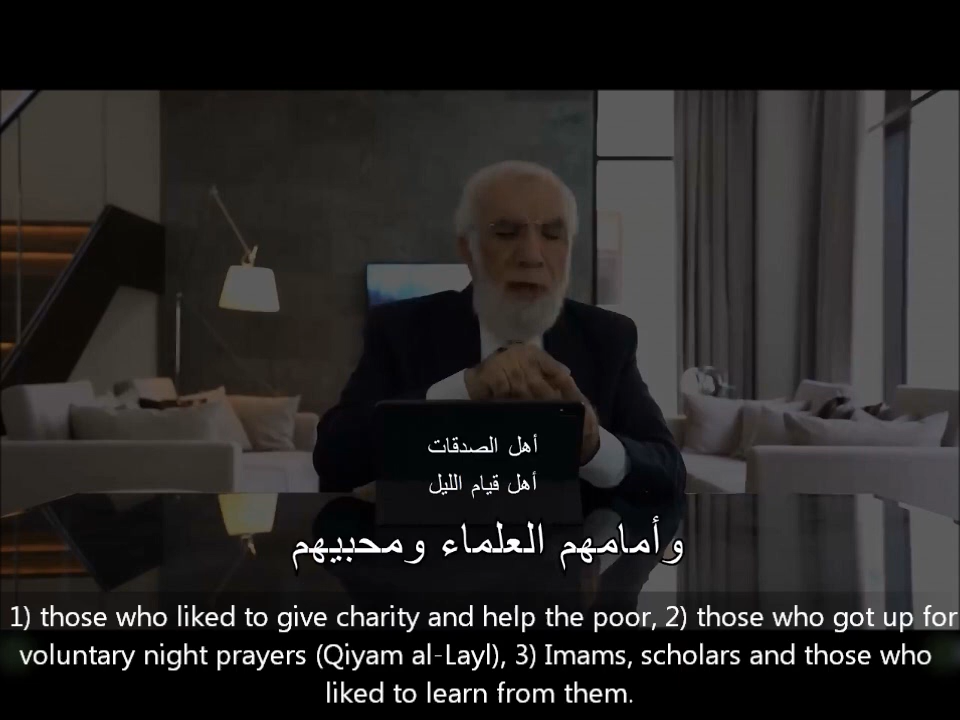 أهل الصدقات
أهل قيام الليل
وأمامهم العلماء ومحبيهم
1) those who liked to give charity and help the poor, 2) those who got up for
voluntary night prayers (Qiyam al-Layl), 3) Imams, scholars and those who
liked to learn from them.